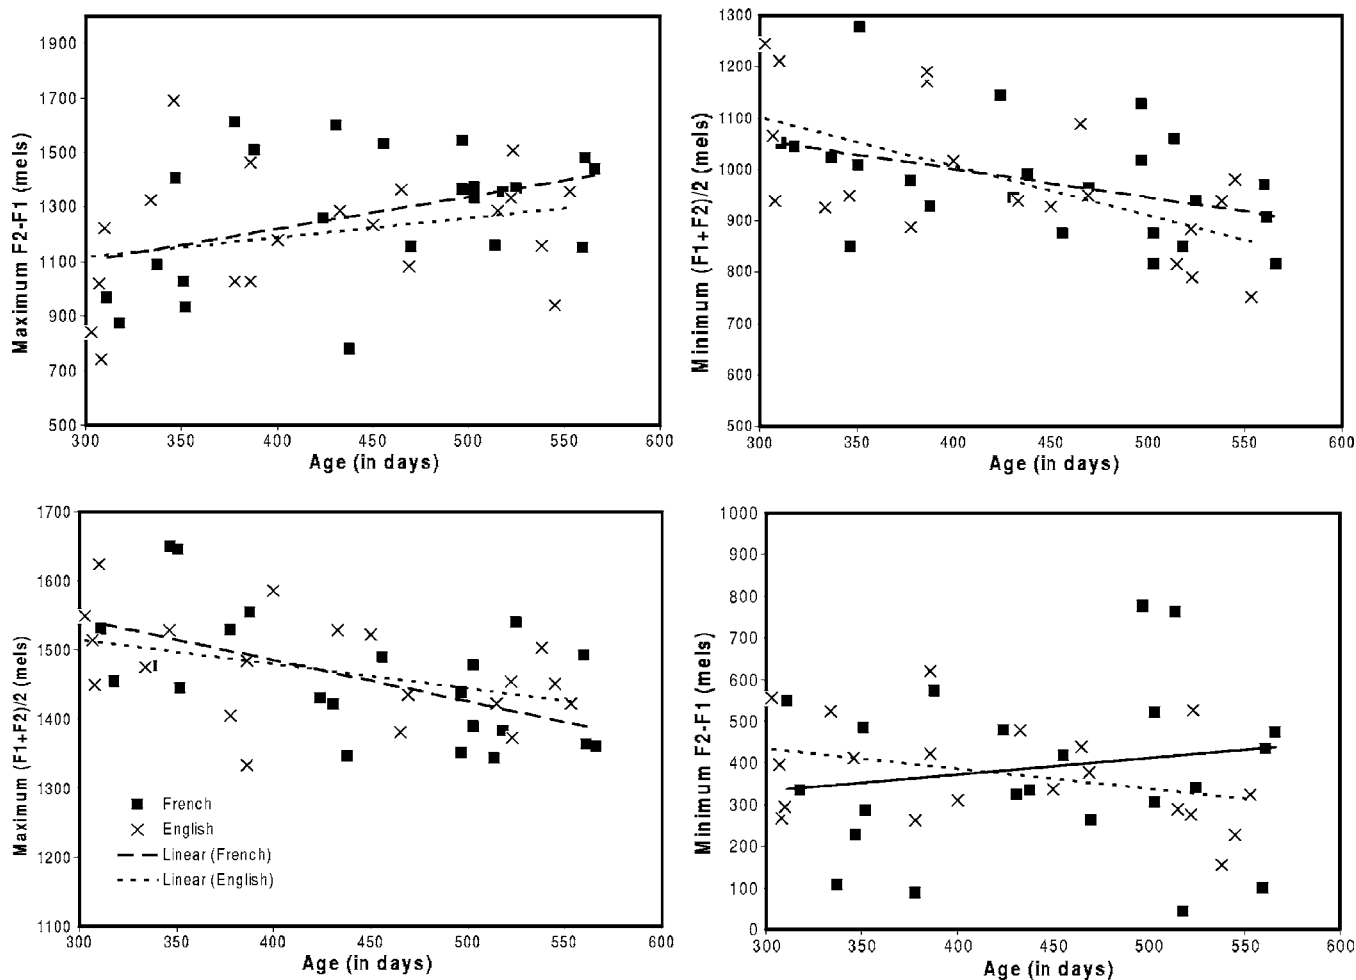 Maximum F2-F1 (mels)
1900
1700
1500
1300
1100
900
700
500
300 350 400 450 500 550 600
Age (in days)
Minimum (F1+F2)/2 (mels)
1300
1200
1100
1000
900
800
700
600
500
300 350 400 450 500 550 600
Age (in days)
Maximum (F1+F2)/2 (mels)
1700
1600
1500
1400
1300
1200
1100
French
English
Linear (French)
Linear (English)
300 350 400 450 500 550 600
Age (in days)
Minimum F2-F1 (mels)
1000
900
800
700
600
500
400
300
200
100
0
300 350 400 450 500 550 600
Age (in days)